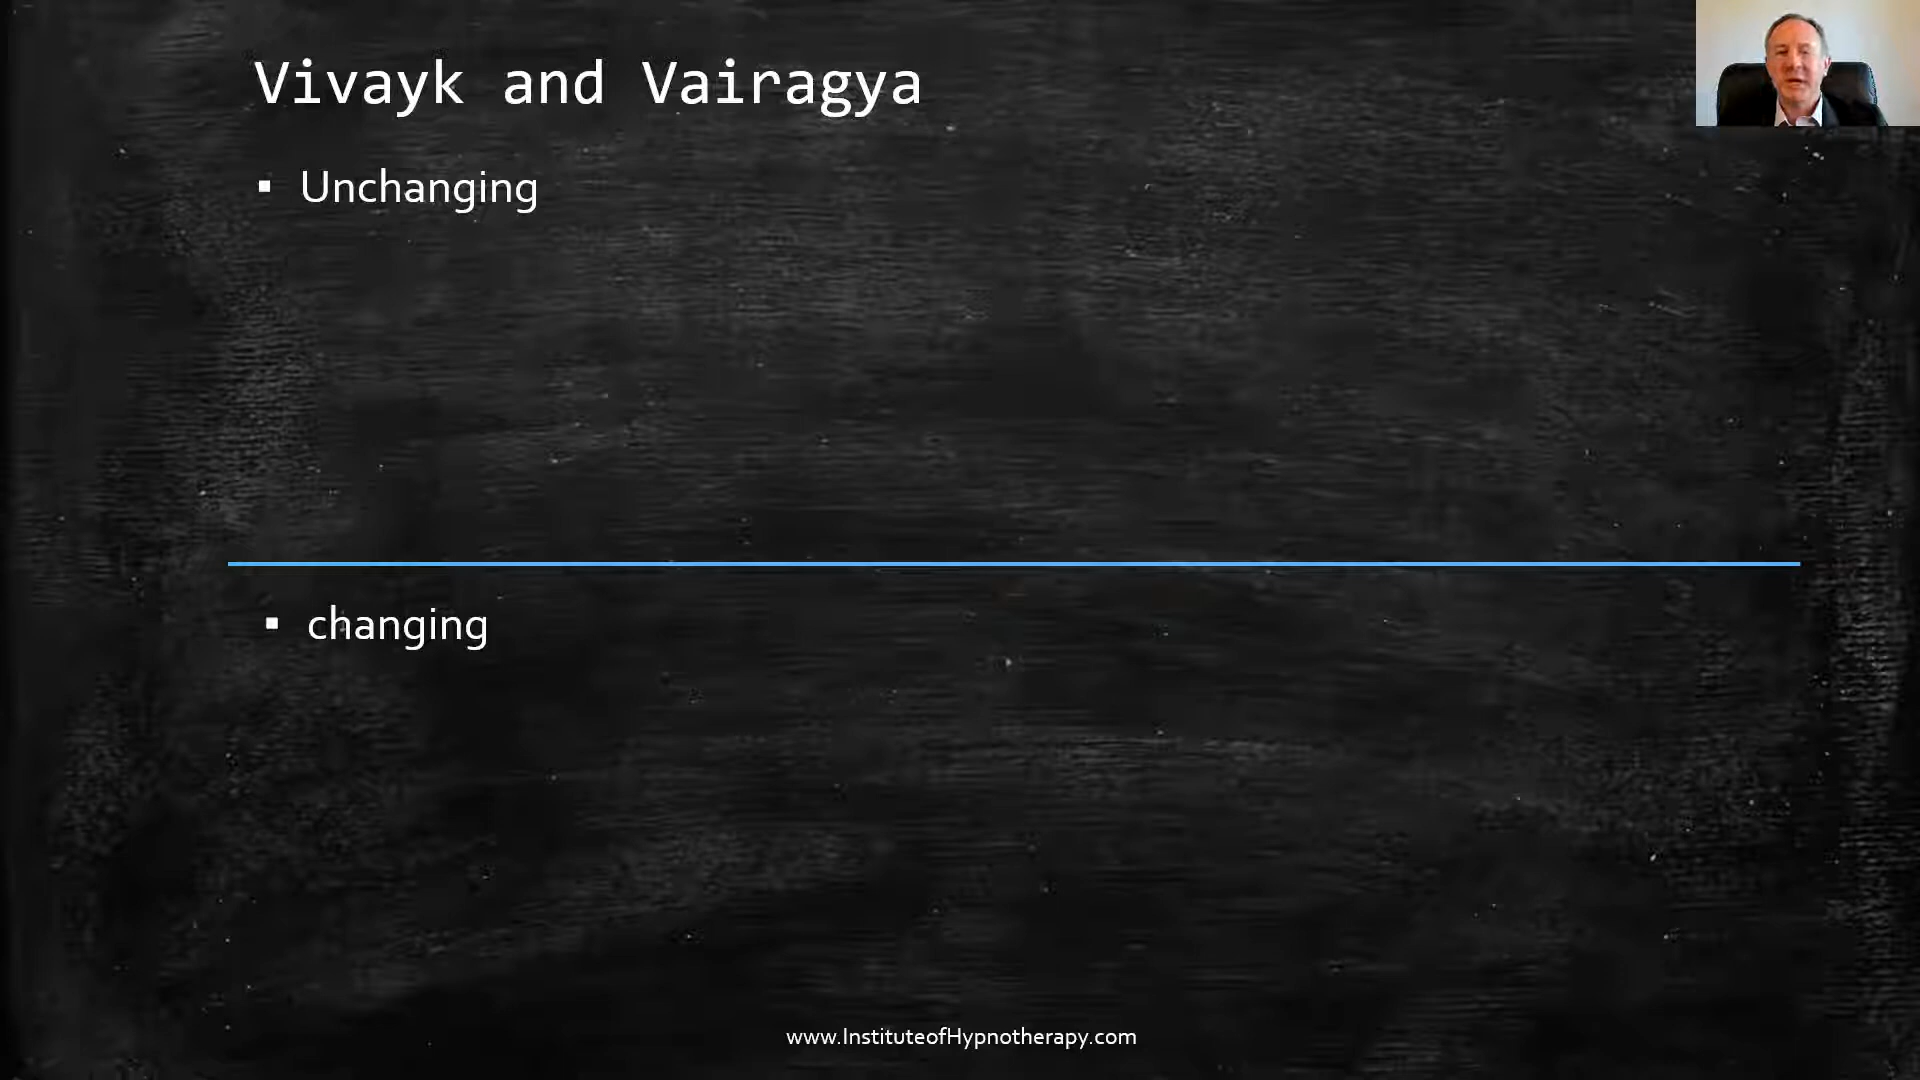 Vivayk and Vairagya
▪ Unchanging
▪ changing
www.InstituteofHypnotherapy.com